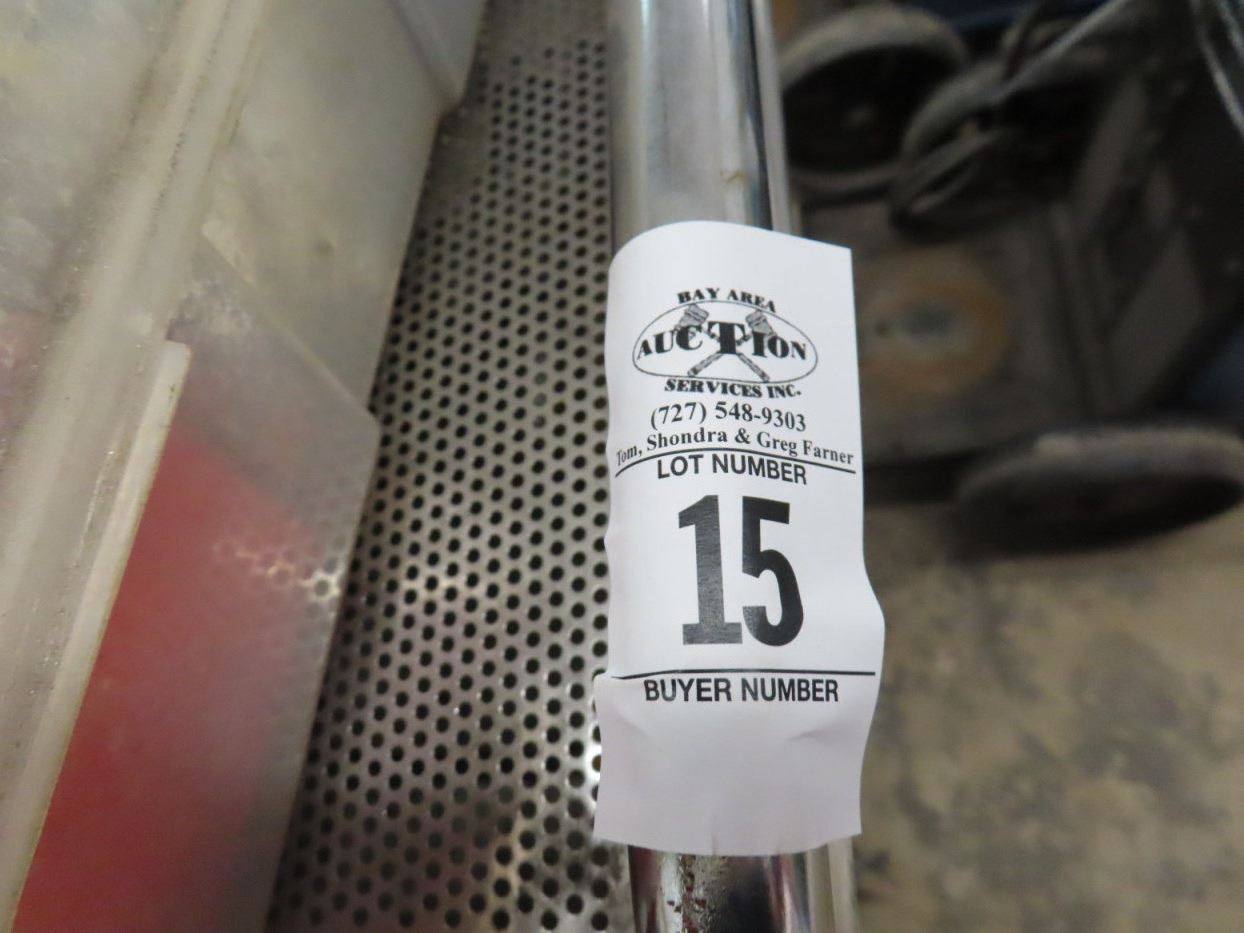 BAY AREA
AUCTION
SERVICES INC.
(727) 548-9303
Tom, Shondra & Greg Farner
LOT NUMBER
15
BUYER NUMBER